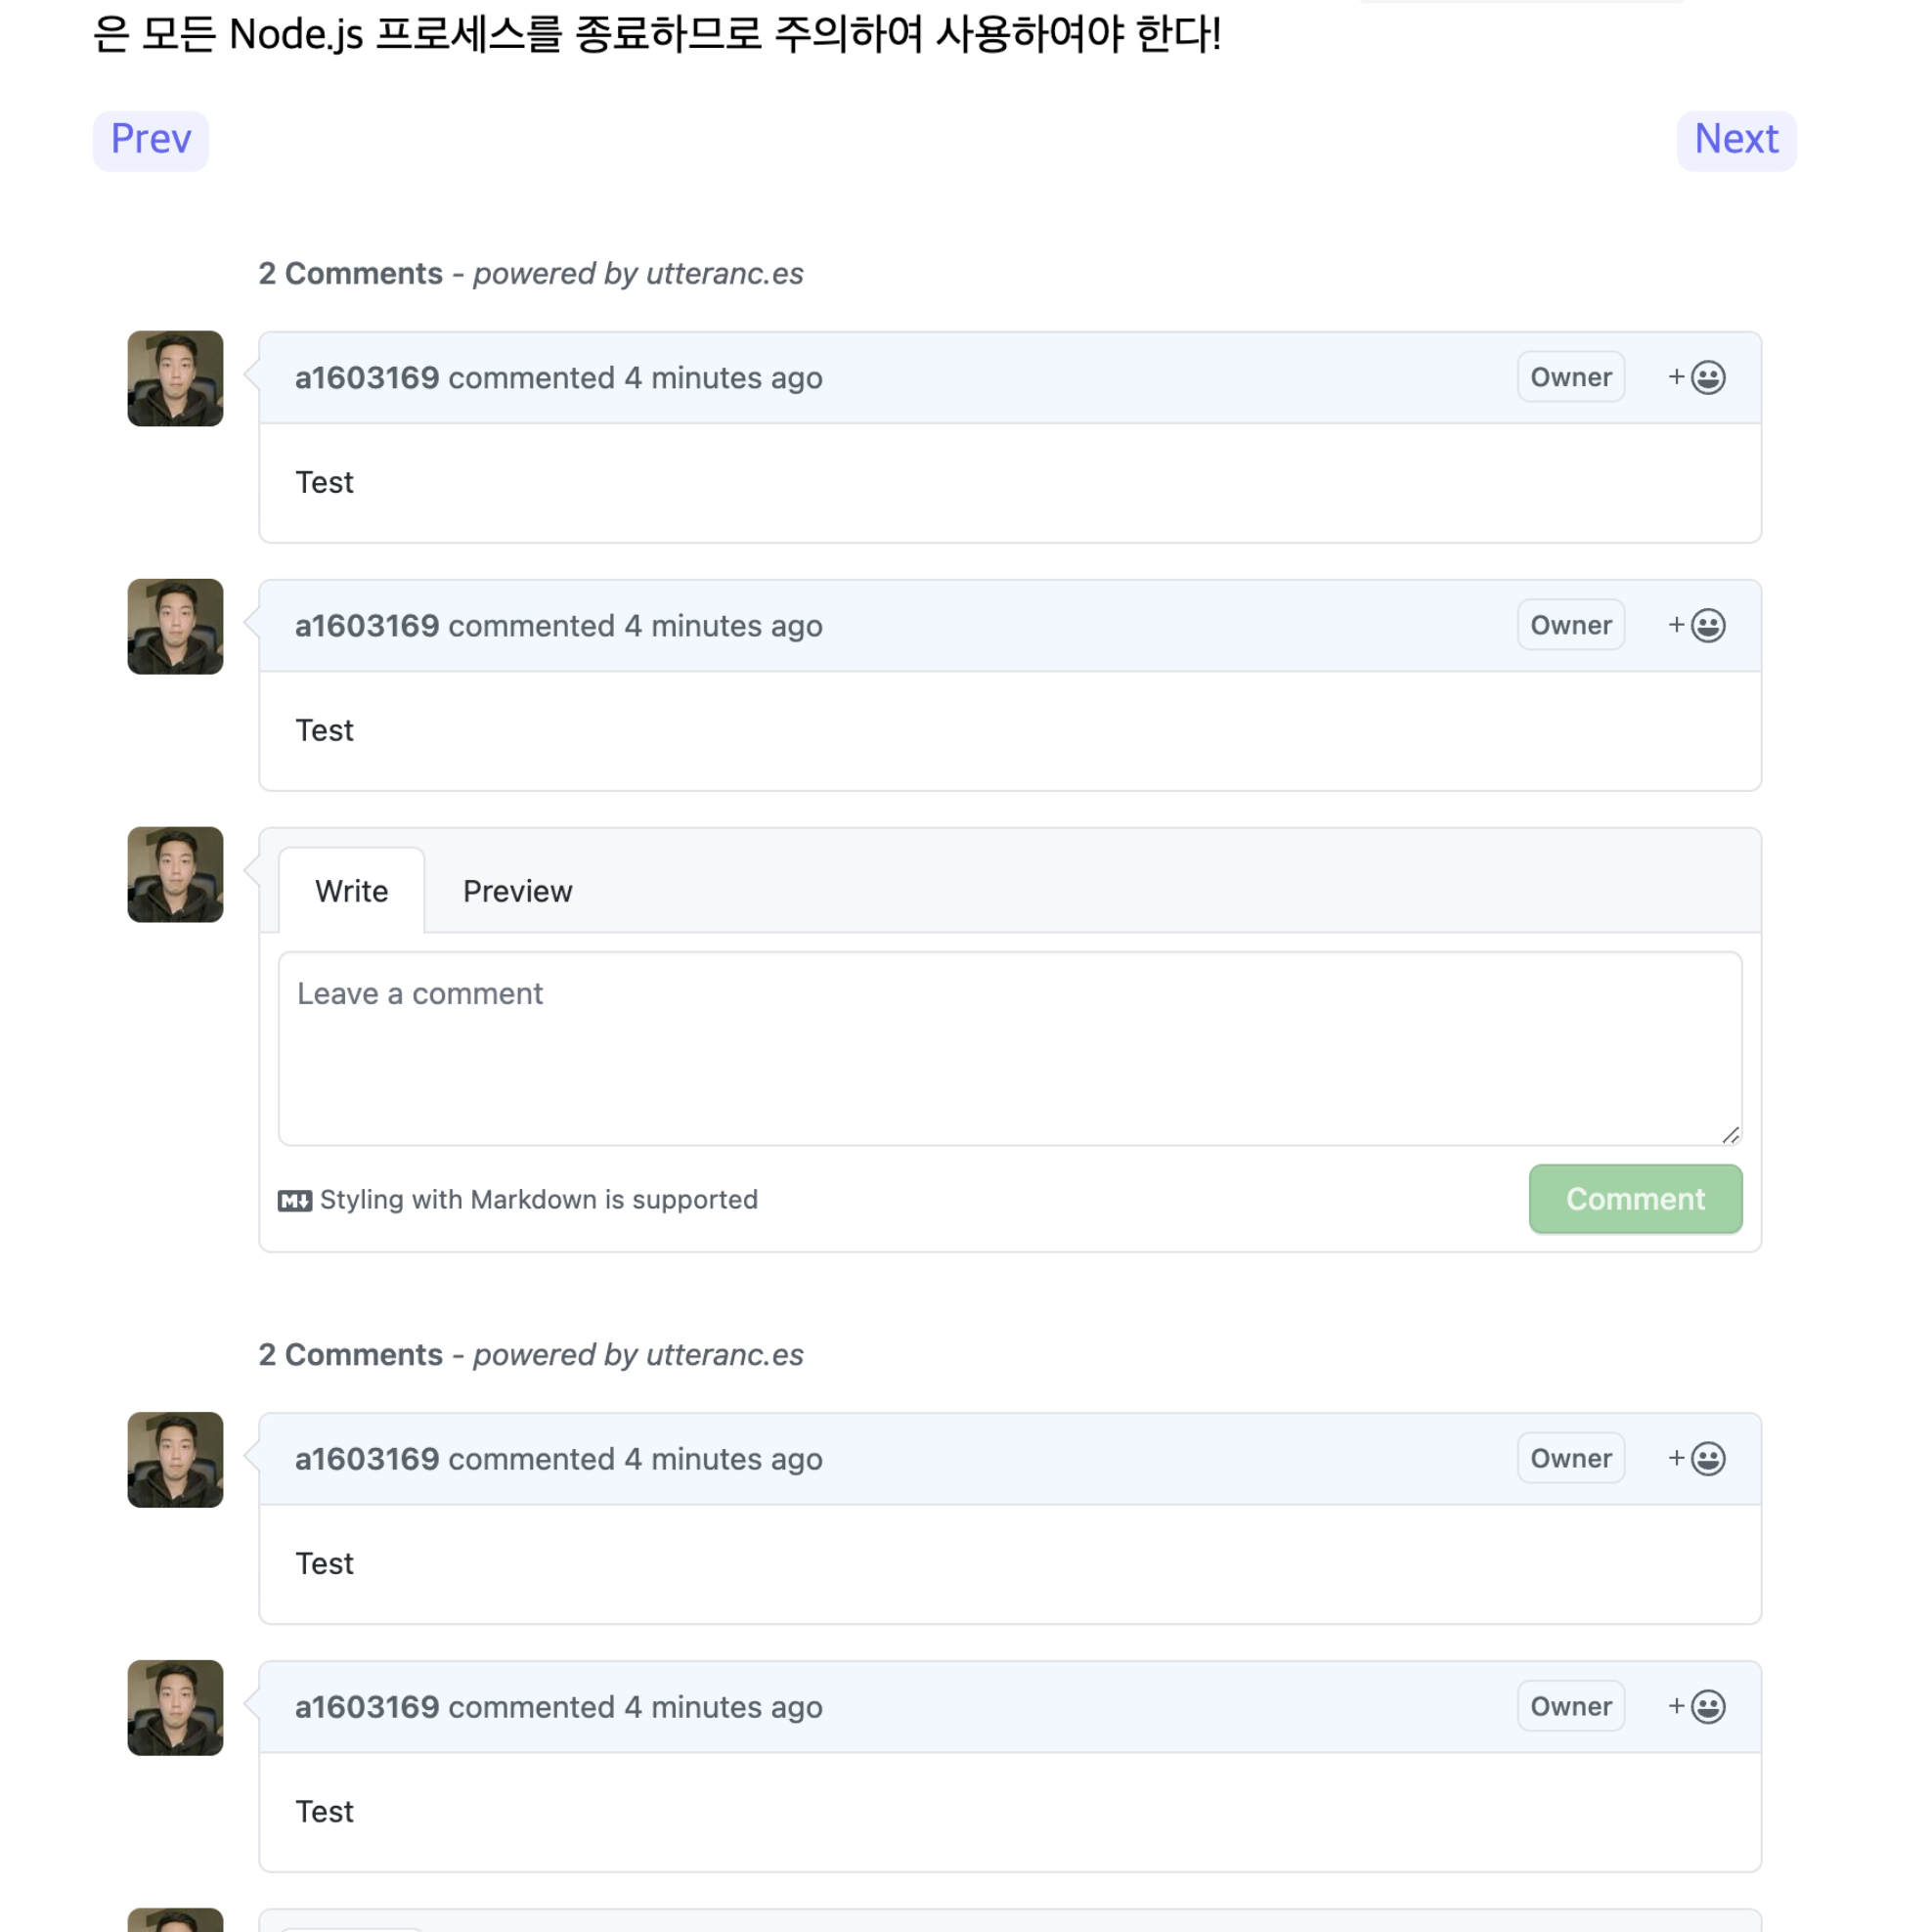 은 모든 Node.js 프로세스를 종료하므로 주의하여 사용하여야 한다!
Prev
Next
2 Comments - powered by utteranc.es
a1603169 commented 4 minutes ago
Owner
+
Test
a1603169 commented 4 minutes ago
Owner
+
Test
Write
Preview
Leave a comment
M Styling with Markdown is supported
Comment
2 Comments - powered by utteranc.es
a1603169 commented 4 minutes ago
Owner
+
Test
a1603169 commented 4 minutes ago
Owner
+
Test